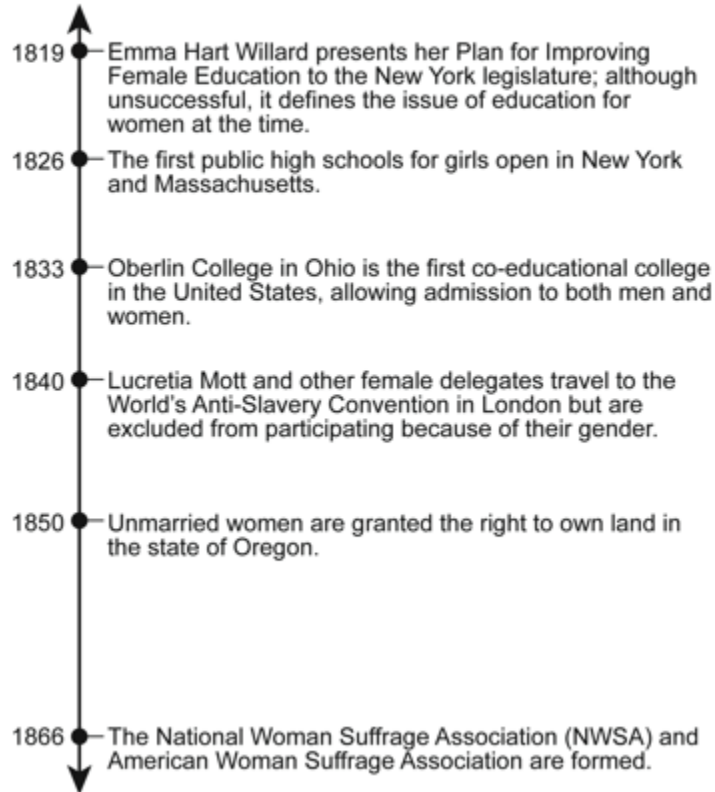 1819 Emma Hart Willard presents her Plan for Improving
Female Education to the New York legislature; although
unsuccessful, it defines the issue of education for
women at the time.
1826 The first public high schools for girls open in New York
and Massachusetts.
1833 Oberlin College in Ohio is the first co-educational college
in the United States, allowing admission to both men and
women.
1840 Lucretia Mott and other female delegates travel to the
World's Anti-Slavery Convention in London but are
excluded from participating because of their gender.
1850 Unmarried women are granted the right to own land in
the state of Oregon.
1866 The National Woman Suffrage Association (NWSA) and
American Woman Suffrage Association are formed.